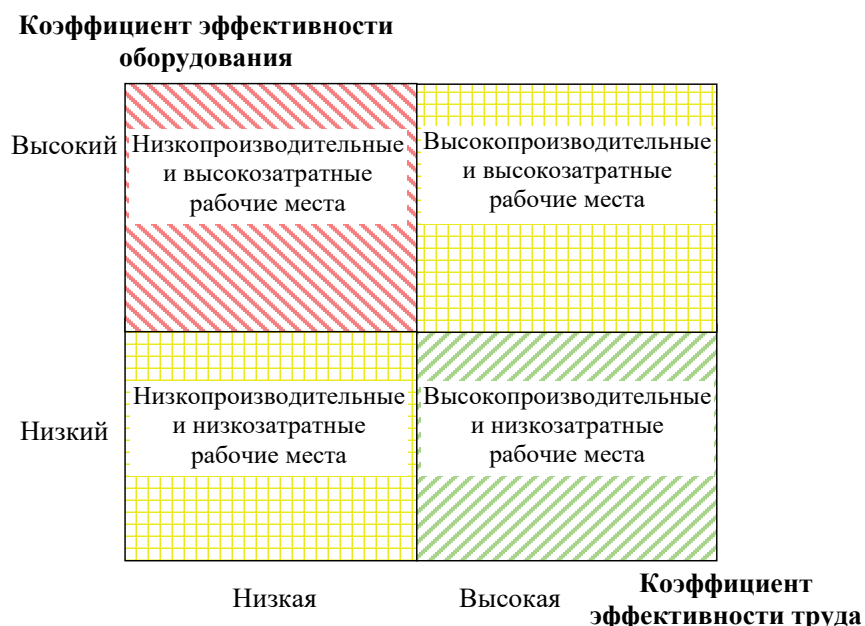 Коэффициент эффективности
оборудования
Высокий
Низкопроизводительные
и высокозатратные
рабочие места
Высокопроизводительные
и высокозатратные
рабочие места
Низкий
Низкопроизводительные
и низкозатратные
рабочие места
Высокопроизводительные
и низкозатратные
рабочие места
Низкая
Высокая
Коэффициент
эффективности труда